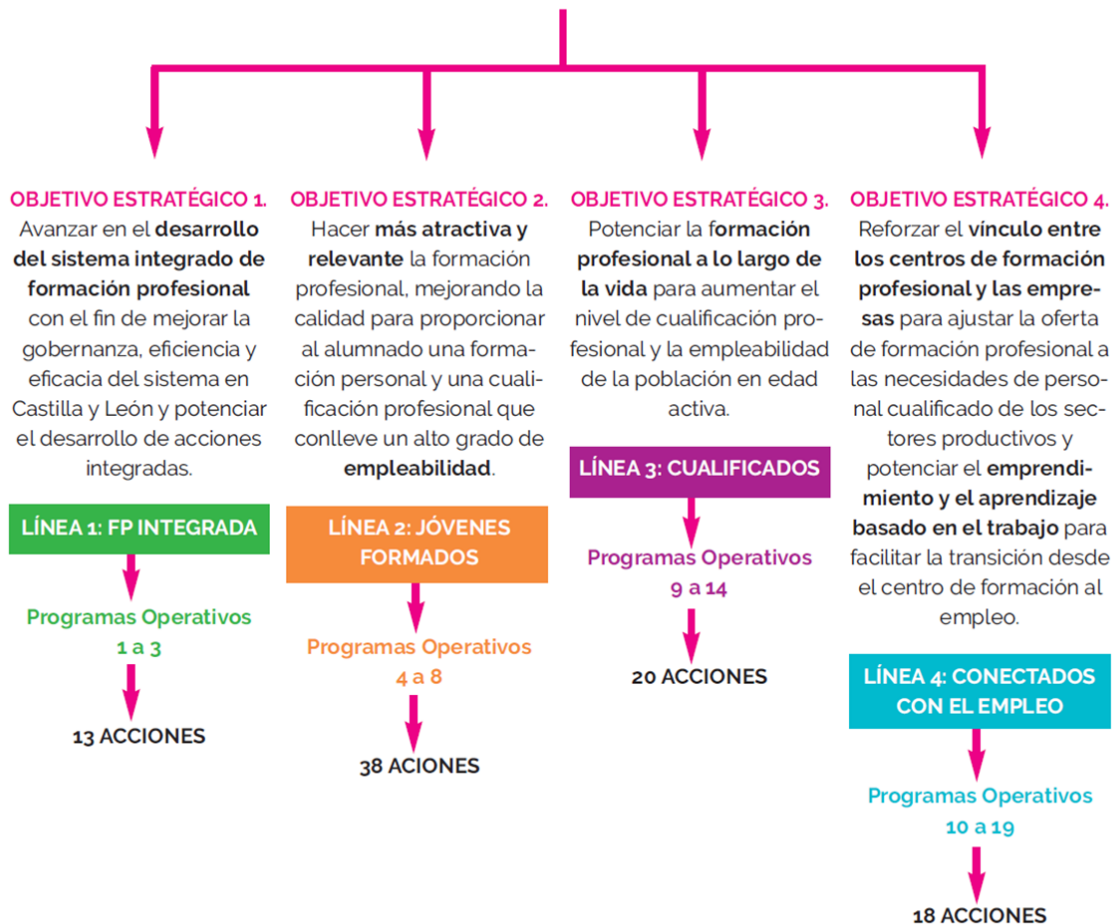 OBJETIVO ESTRATÉGICO 1.
Avanzar en el desarrollo
del sistema integrado de
formación profesional
con el fin de mejorar la
gobernanza, eficiencia y
eficacia del sistema en
Castilla y León y potenciar
el desarrollo de acciones
integradas.
LÍNEA 1: FP INTEGRADA
Programas Operativos
1 a 3
13 ACCIONES
OBJETIVO ESTRATÉGICO 2.
Hacer más atractiva y
relevante la formación
profesional, mejorando la
calidad para proporcionar
al alumnado una forma-
ción personal y una cuali-
ficación profesional que
conlleve un alto grado de
empleabilidad.
LÍNEA 2: JÓVENES
FORMADOS
Programas Operativos
4 a 8
38 ACIONES
OBJETIVO ESTRATÉGICO 3.
Potenciar la formación
profesional a lo largo de
la vida para aumentar el
nivel de cualificación pro-
fesional y la empleabilidad
de la población en edad
activa.
LÍNEA 3: CUALIFICADOS
Programas Operativos
9 a 14
20 ACCIONES
OBJETIVO ESTRATÉGICO 4.
Reforzar el vínculo entre
los centros de formación
profesional y las empre-
sas para ajustar la oferta
de formación profesional a
las necesidades de perso-
nal cualificado de los sec-
tores productivos y
potenciar el emprendi-
miento y el aprendizaje
basado en el trabajo para
facilitar la transición desde
el centro de formación al
empleo.
LÍNEA 4: CONECTADOS
CON EL EMPLEO
Programas Operativos
10 a 19
18 ACCIONES